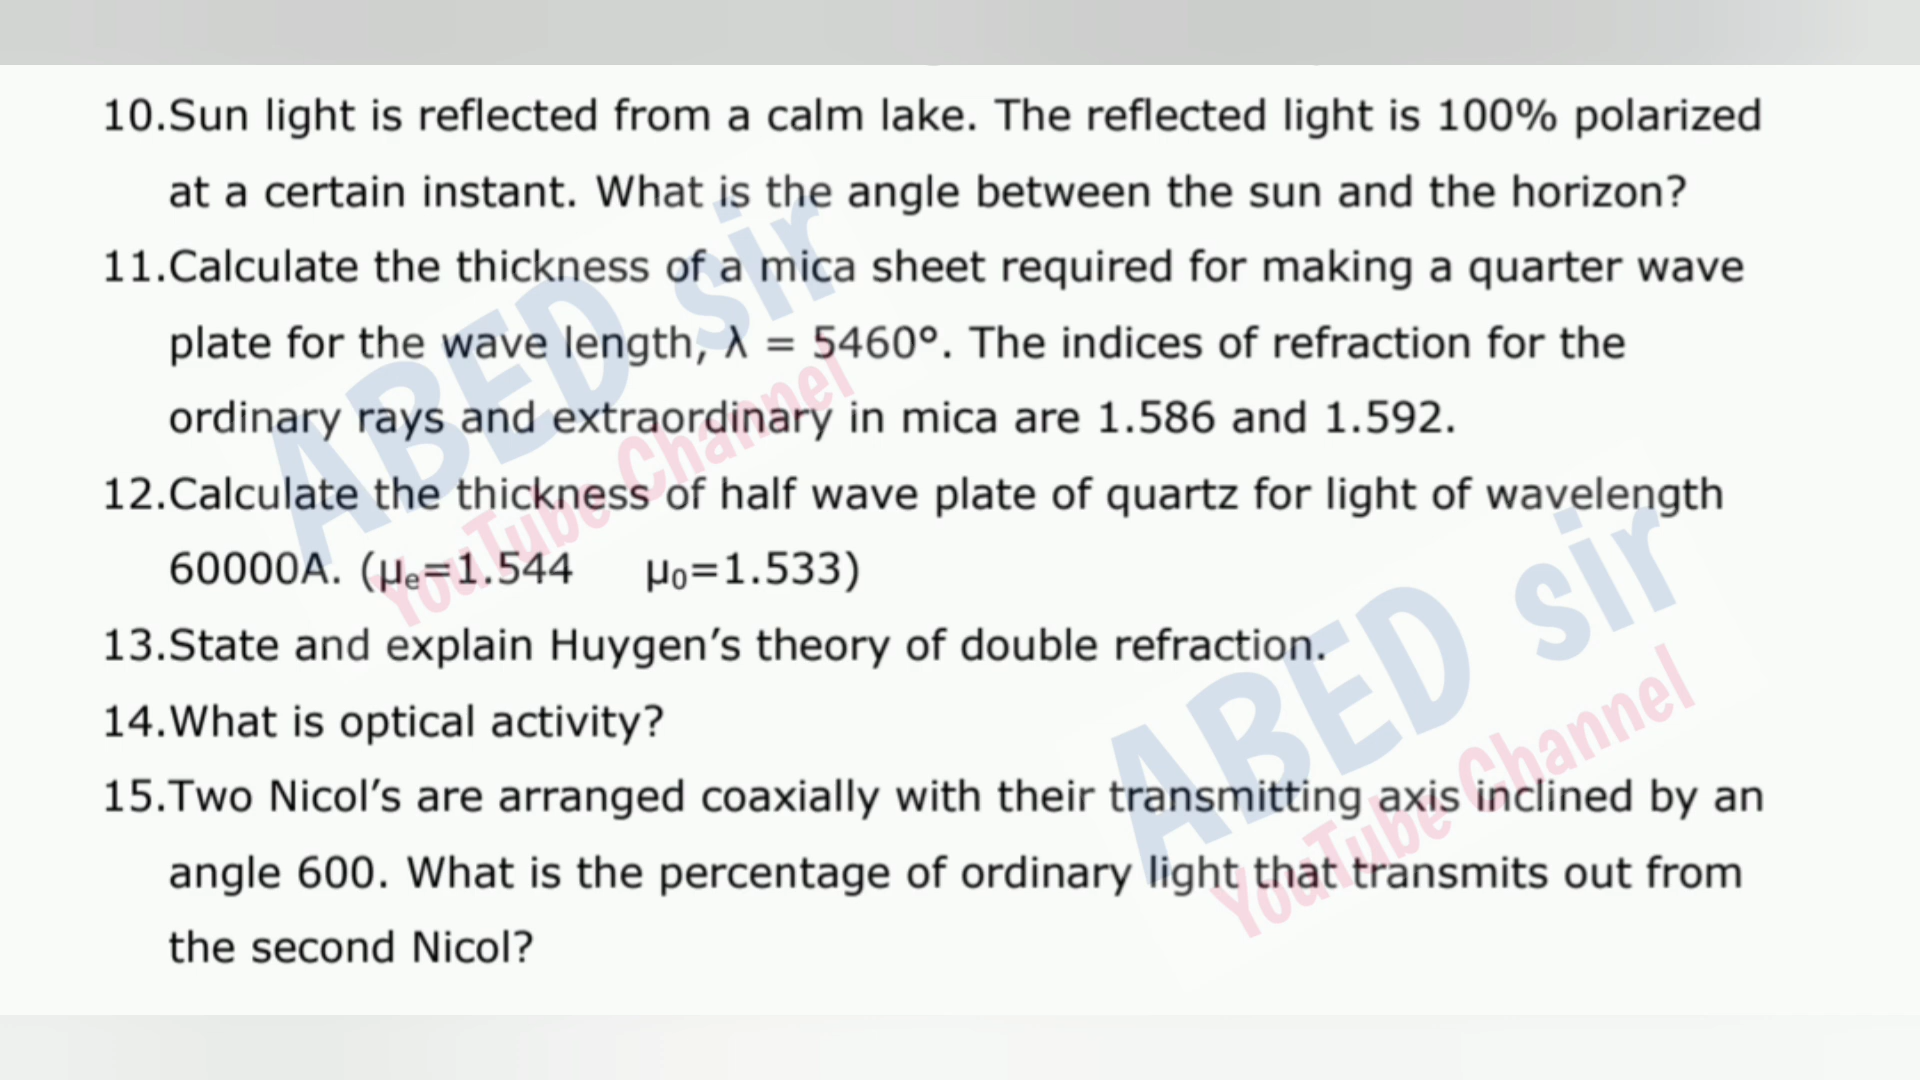 10.Sun light is reflected from a calm lake. The reflected light is 100% polarized
at a certain instant. What is the angle between the sun and the horizon?
11.Calculate the thickness of a mica sheet required for making a quarter wave
plate for the wave length, λ = 5460°. The indices of refraction for the
ordinary rays and extraordinary in mica are 1.586 and 1.592.
12.Calculate the thickness of half wave plate of quartz for light of wavelength
60000A. (μₑ=1.544 μ₀=1.533)
13.State and explain Huygen’s theory of double refraction.
14.What is optical activity?
15.Two Nicol’s are arranged coaxially with their transmitting axis inclined by an
angle 600. What is the percentage of ordinary light that transmits out from
the second Nicol?
ABED sir
YouTube Channel
ABED sir
YouTube Channel